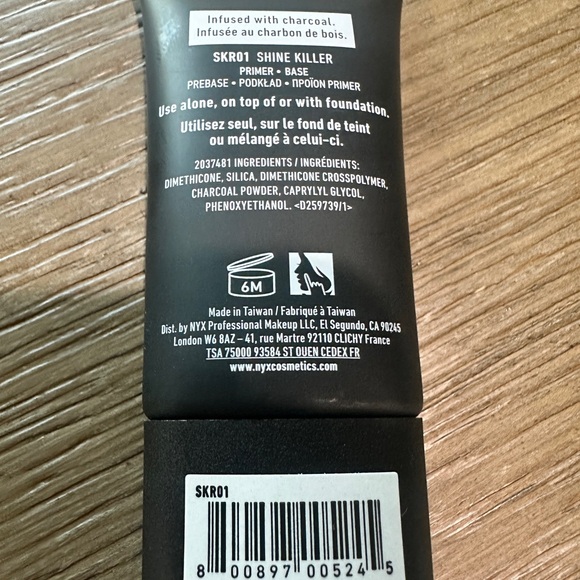 Infused with charcoal.
Infusée au charbon de bois.
SKR01 SHINE KILLER
PRIMER • BASE
PREBASE • PODKŁAD • ΠΡΟΪΟΝ PRIMER
Use alone, on top of or with foundation.
Utilisez seul, sur le fond de teint
ou mélangé à celui-ci.
2037481 INGREDIENTS / INGRÉDIENTS:
DIMETHICONE, SILICA, DIMETHICONE CROSSPOLYMER,
CHARCOAL POWDER, CAPRYLYL GLYCOL,
PHENOXYETHANOL. <D259739/1>
6M
Made in Taiwan / Fabriqué à Taiwan
Dist. by NYX Professional Makeup LLC, El Segundo, CA 90245
London W6 8AZ – 41, rue Martre 92110 CLICHY France
TSA 75000 93584 ST OUEN CEDEX FR
www.nyxcosmetics.com
SKR01
8 00897 00524 5